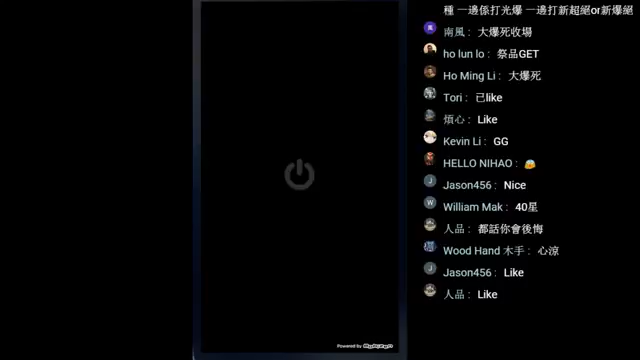 種 一邊係打光爆 一邊打新超絕or新爆絕
南風： 大爆死收場
ho lun lo： 祭品GET
Ho Ming Li： 大爆死
Tori： 已like
煩心： Like
Kevin Li： GG
HELLO NIHAO： 😰
J Jason456： Nice
W William Mak： 40星
人品： 都話你會後悔
Wood Hand 木手： 心涼
J Jason456： Like
人品： Like
Powered by